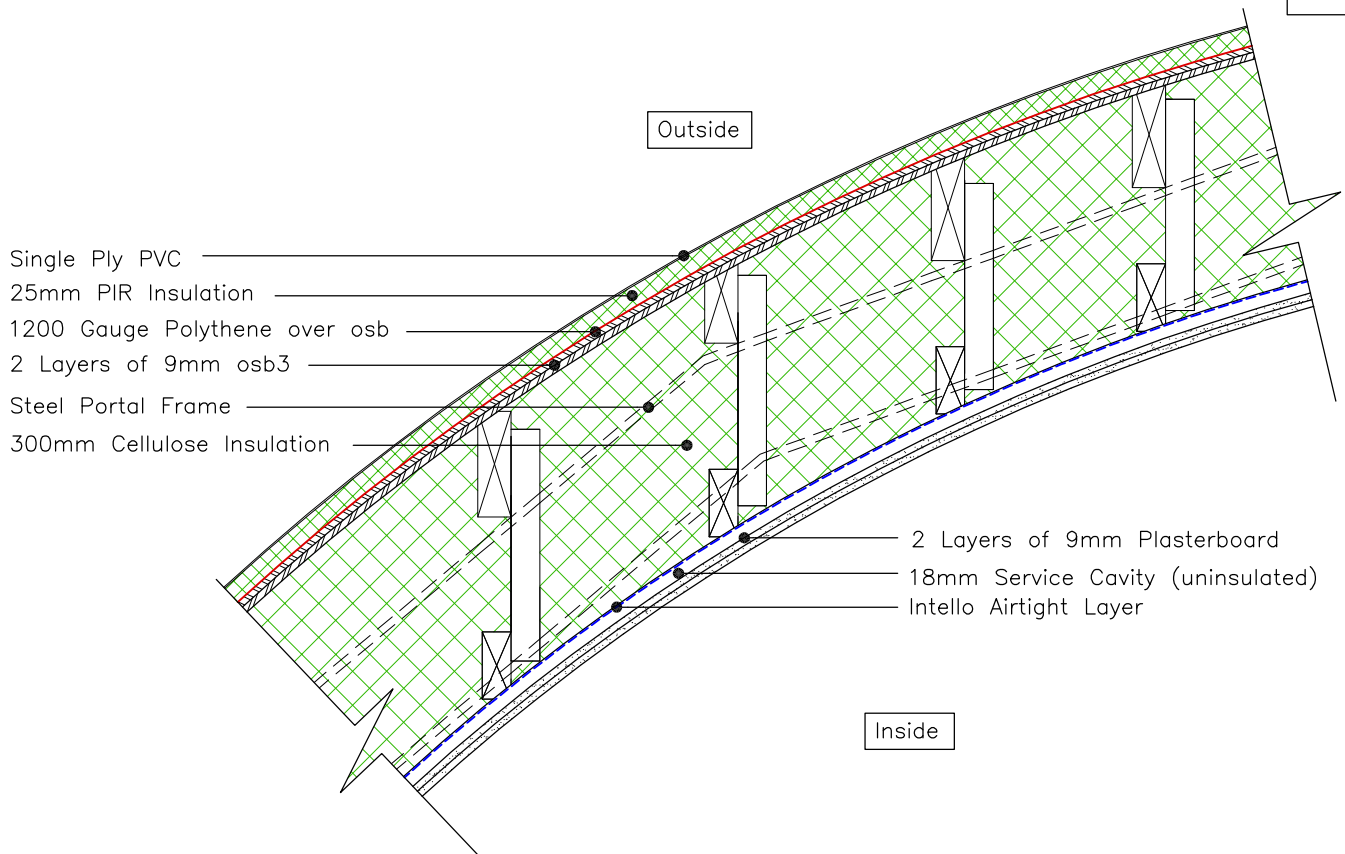 Outside
Single Ply PVC
25mm PIR Insulation
1200 Gauge Polythene over osb
2 Layers of 9mm osb3
Steel Portal Frame
300mm Cellulose Insulation
2 Layers of 9mm Plasterboard
18mm Service Cavity (uninsulated)
Intello Airtight Layer
Inside